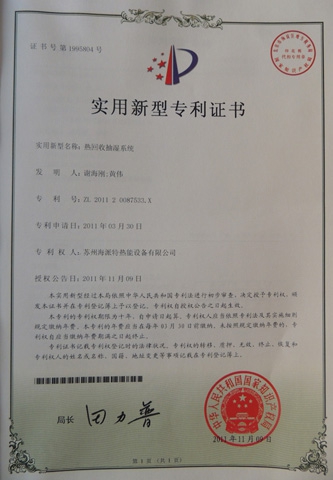 证书号第1995804号
实用新型专利证书
实用新型名称：热回收抽湿系统
发 明 人：谢海刚;黄伟
专 利 号：ZL 2011 2 0087533.X
专利申请日：2011年03月30日
专 利 权 人：苏州海派特热能设备有限公司
授权公告日：2011年11月09日
本实用新型经过本局依照中华人民共和国专利法进行初步审查，决定授予专利权，颁
发本证书并在专利登记簿上予以登记。专利权自授权公告之日起生效。
本专利的专利权期限为十年，自申请日起算。专利权人应当依照专利法及其实施细则
规定缴纳年费。本专利的年费应当在每年03月30日前缴纳。未按照规定缴纳年费的，专利
权自应当缴纳年费期满之日起终止。
专利证书记载专利权登记时的法律状况。专利权的转移、质押、无效、终止、恢复和
专利权人的姓名或名称、国籍、地址变更等事项记载在专利登记簿上。
局长 田力普
中华人民共和国国家知识产权局
2011年11月09日
第 1 页（共 1 页）